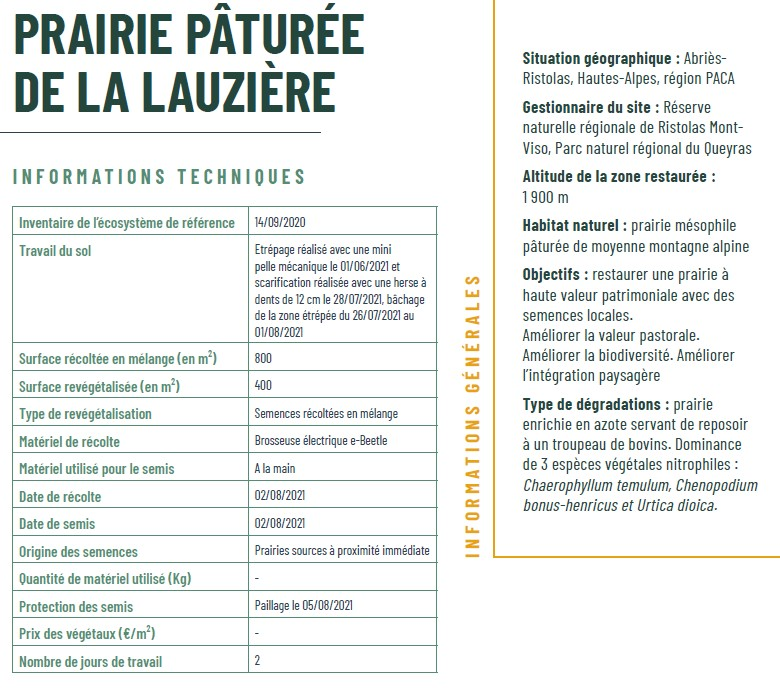 PRAIRIE PÂTURÉE
DE LA LAUZIÈRE
INFORMATIONS TECHNIQUES
Inventaire de l'écosystème de référence 14/09/2020
Travail du sol Etrépage réalisé avec une mini
pelle mécanique le 01/06/2021 et
scarification réalisée avec une herse à
dents de 12 cm le 28/07/2021, bâchage
de la zone étrépée du 26/07/2021 au
01/08/2021
Surface récoltée en mélange (en m²) 800
Surface revégétalisée (en m²) 400
Type de revégétalisation Semences récoltées en mélange
Matériel de récolte Brosseuse électrique e-Beetle
Matériel utilisé pour le semis A la main
Date de récolte 02/08/2021
Date de semis 02/08/2021
Origine des semences Prairies sources à proximité immédiate
Quantité de matériel utilisé (Kg) -
Protection des semis Paillage le 05/08/2021
Prix des végétaux (€/m²) -
Nombre de jours de travail 2
INFORMATIONS GÉNÉRALES
Situation géographique : Abriès-
Ristolas, Hautes-Alpes, région PACA
Gestionnaire du site : Réserve
naturelle régionale de Ristolas Mont-
Viso, Parc naturel régional du Queyras
Altitude de la zone restaurée :
1 900 m
Habitat naturel : prairie mésophile
pâturée de moyenne montagne alpine
Objectifs : restaurer une prairie à
haute valeur patrimoniale avec des
semences locales.
Améliorer la valeur pastorale.
Améliorer la biodiversité. Améliorer
l'intégration paysagère
Type de dégradations : prairie
enrichie en azote servant de reposoir
à un troupeau de bovins. Dominance
de 3 espèces végétales nitrophiles :
Chaerophyllum temulum, Chenopodium
bonus-henricus et Urtica dioica.